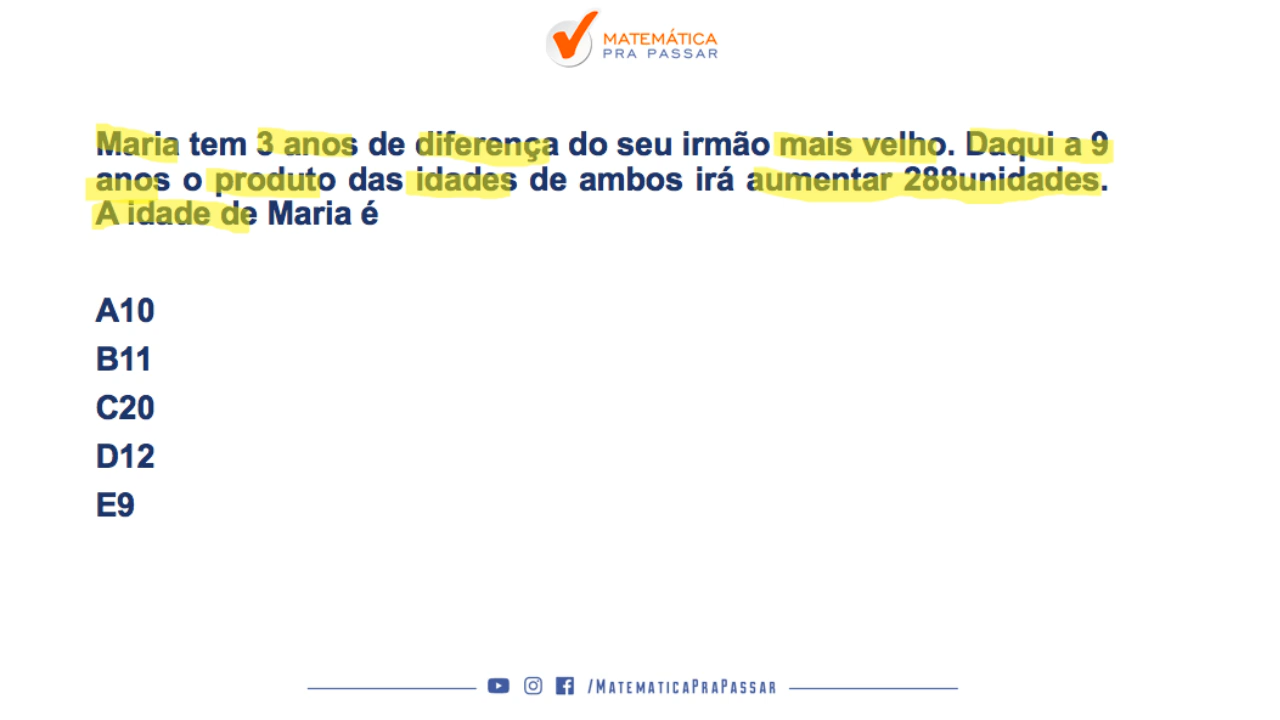 MATEMÁTICA
PRA PASSAR
Maria tem 3 anos de diferença do seu irmão mais velho. Daqui a 9
anos o produto das idades de ambos irá aumentar 288unidades.
A idade de Maria é
A10
B11
C20
D12
E9
/MATEMATICAPRAPASSAR